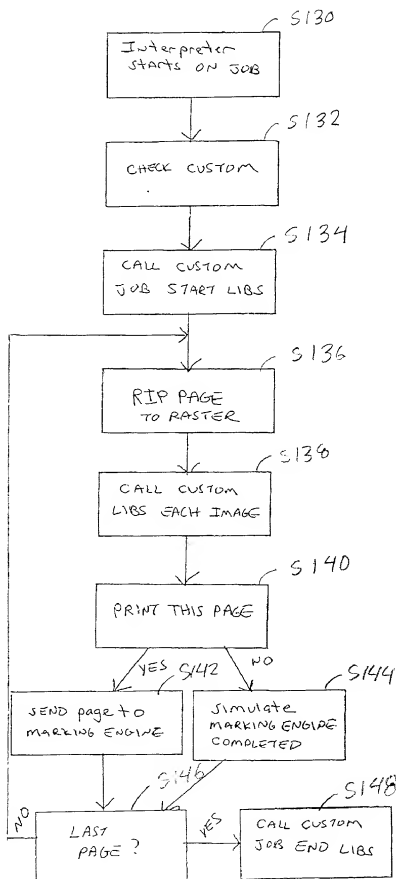 S130
Interpreter
STARTS ON JOB
S132
CHECK CUSTOM
S134
CALL CUSTOM
JOB START LIBS
S136
RIP PAGE
TO RASTER
S138
CALL CUSTOM
LIBS EACH IMAGE
S140
PRINT THIS PAGE
YES
S142
NO
S144
SEND page to
MARKING ENGINE
Simulate
MARKING ENGINE
COMPLETED
S146
S148
NO
LAST
PAGE ?
YES
CALL CUSTOM
JOB END LIBS